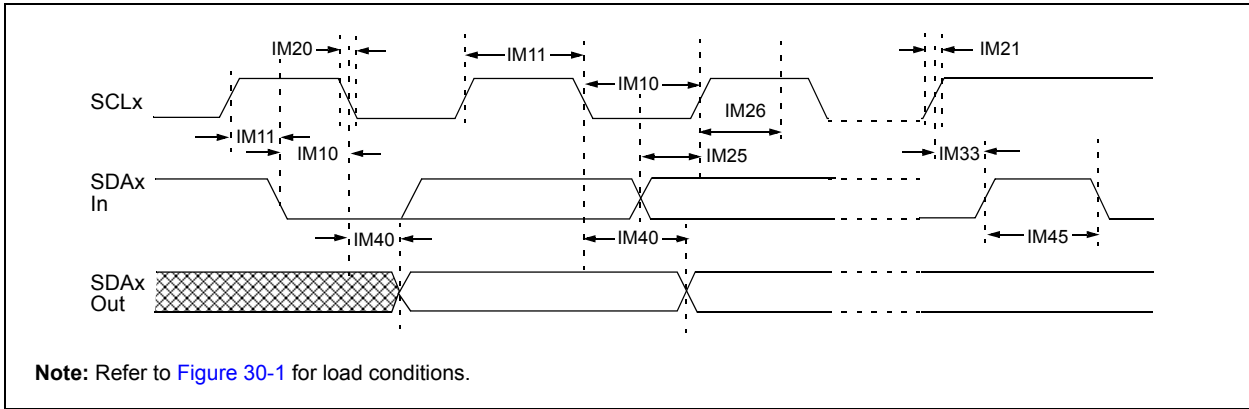 IM20
IM11
IM21
IM10
SCLx
IM26
IM11
IM10
IM25
IM33
SDAx
In
IM40
IM40
IM45
SDAx
Out
Note: Refer to Figure 30-1 for load conditions.